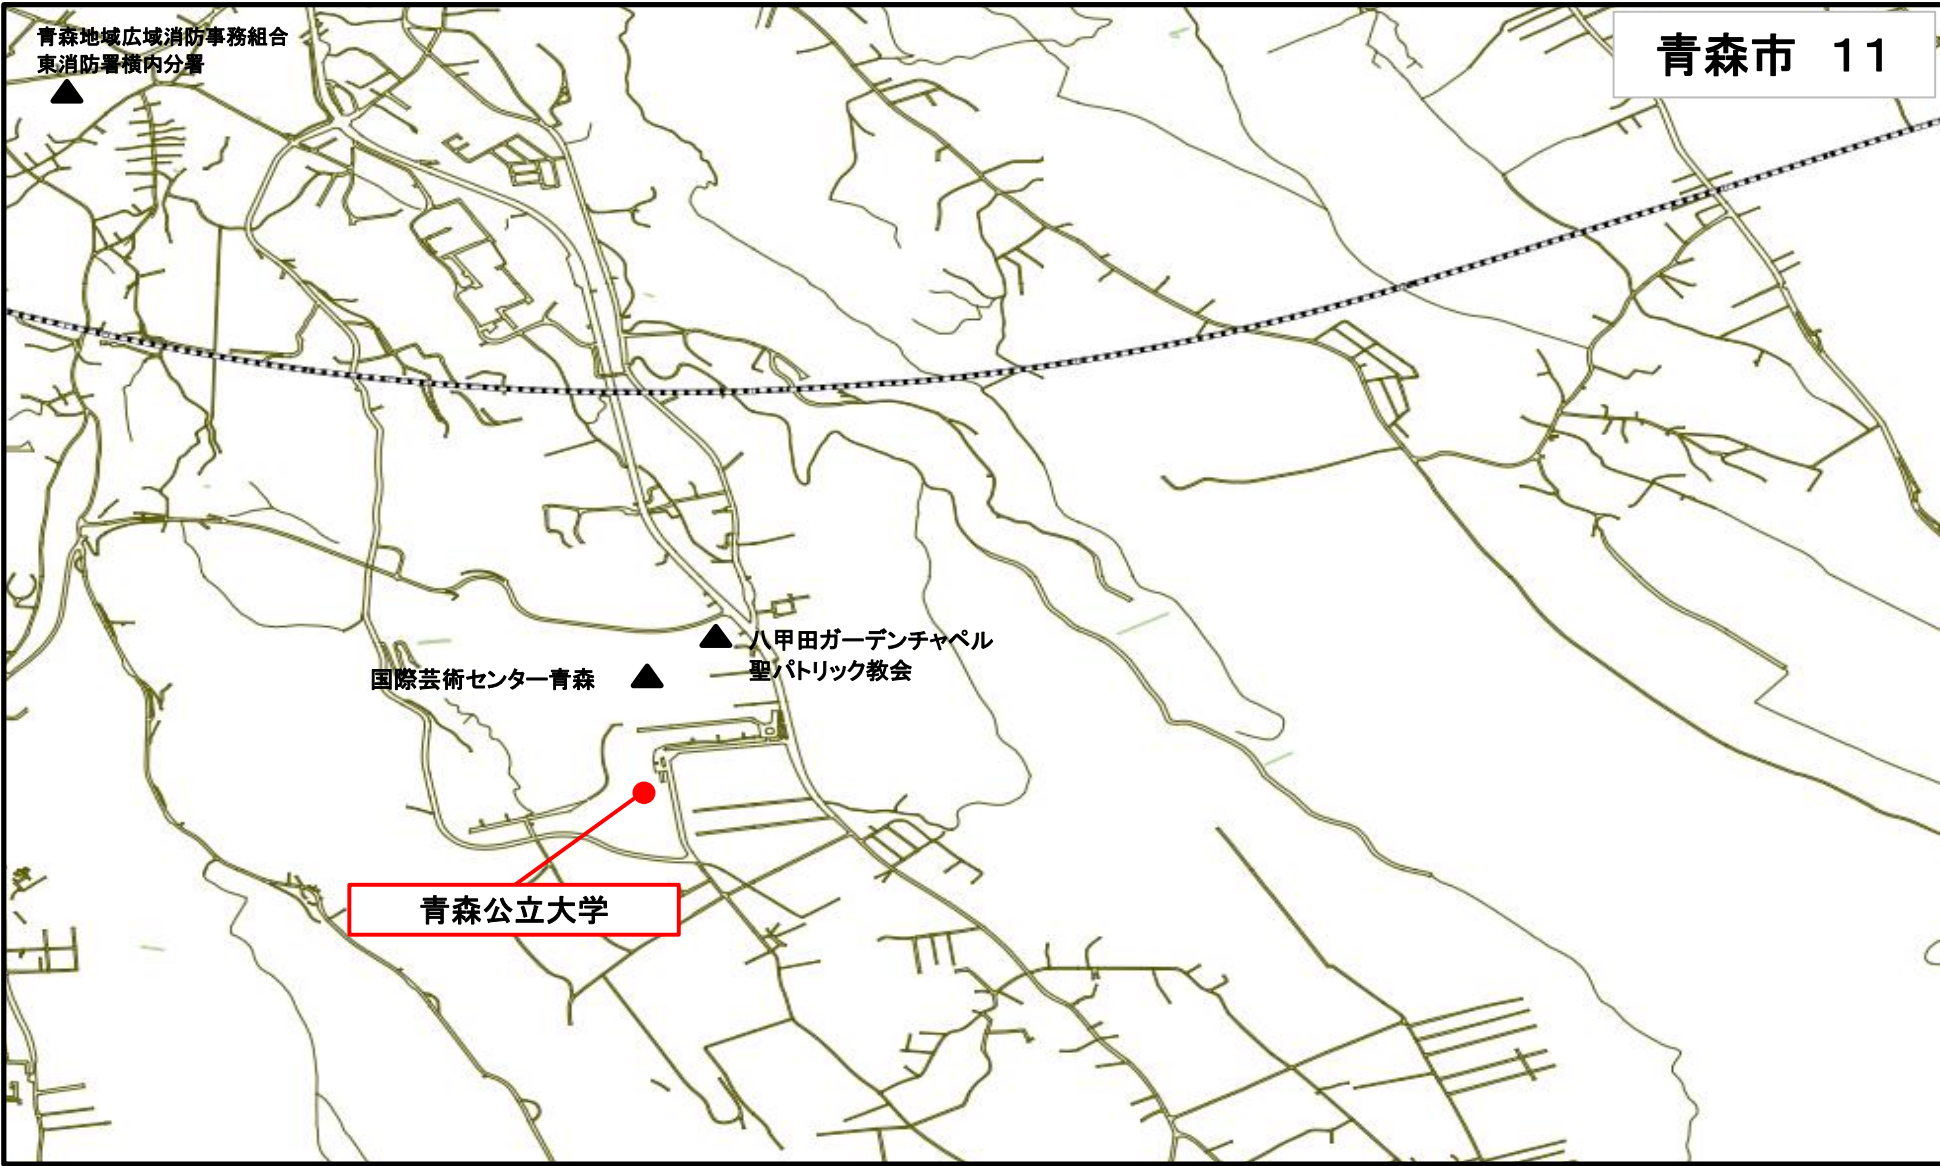 青森地域広域消防事務組合
東消防署横内分署
青森市 11
八甲田ガーデンチャペル
聖パトリック教会
国際芸術センター青森
青森公立大学